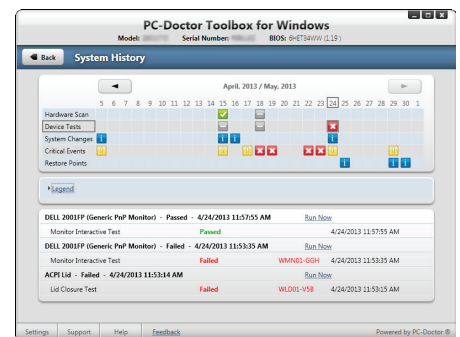 PC-Doctor Toolbox for Windows
Model: Serial Number: BIOS: 6HET34WW (1.19 )
Back System History
April, 2013 / May, 2013
5 6 7 8 9 10 11 12 13 14 15 16 17 18 19 20 21 22 23 24 25 26 27 28 29 30 1
Hardware Scan
Device Tests
System Changes
Critical Events
Restore Points
Legend
DELL 2001FP (Generic PnP Monitor) - Passed - 4/24/2013 11:57:55 AM Run Now
Monitor Interactive Test Passed 4/24/2013 11:57:55 AM
DELL 2001FP (Generic PnP Monitor) - Failed - 4/24/2013 11:53:35 AM Run Now
Monitor Interactive Test Failed WMN01-GGH 4/24/2013 11:53:35 AM
ACPI Lid - Failed - 4/24/2013 11:53:14 AM Run Now
Lid Closure Test Failed WLD01-V5B 4/24/2013 11:53:15 AM
Settings Support Help Feedback Powered by PC-Doctor ®